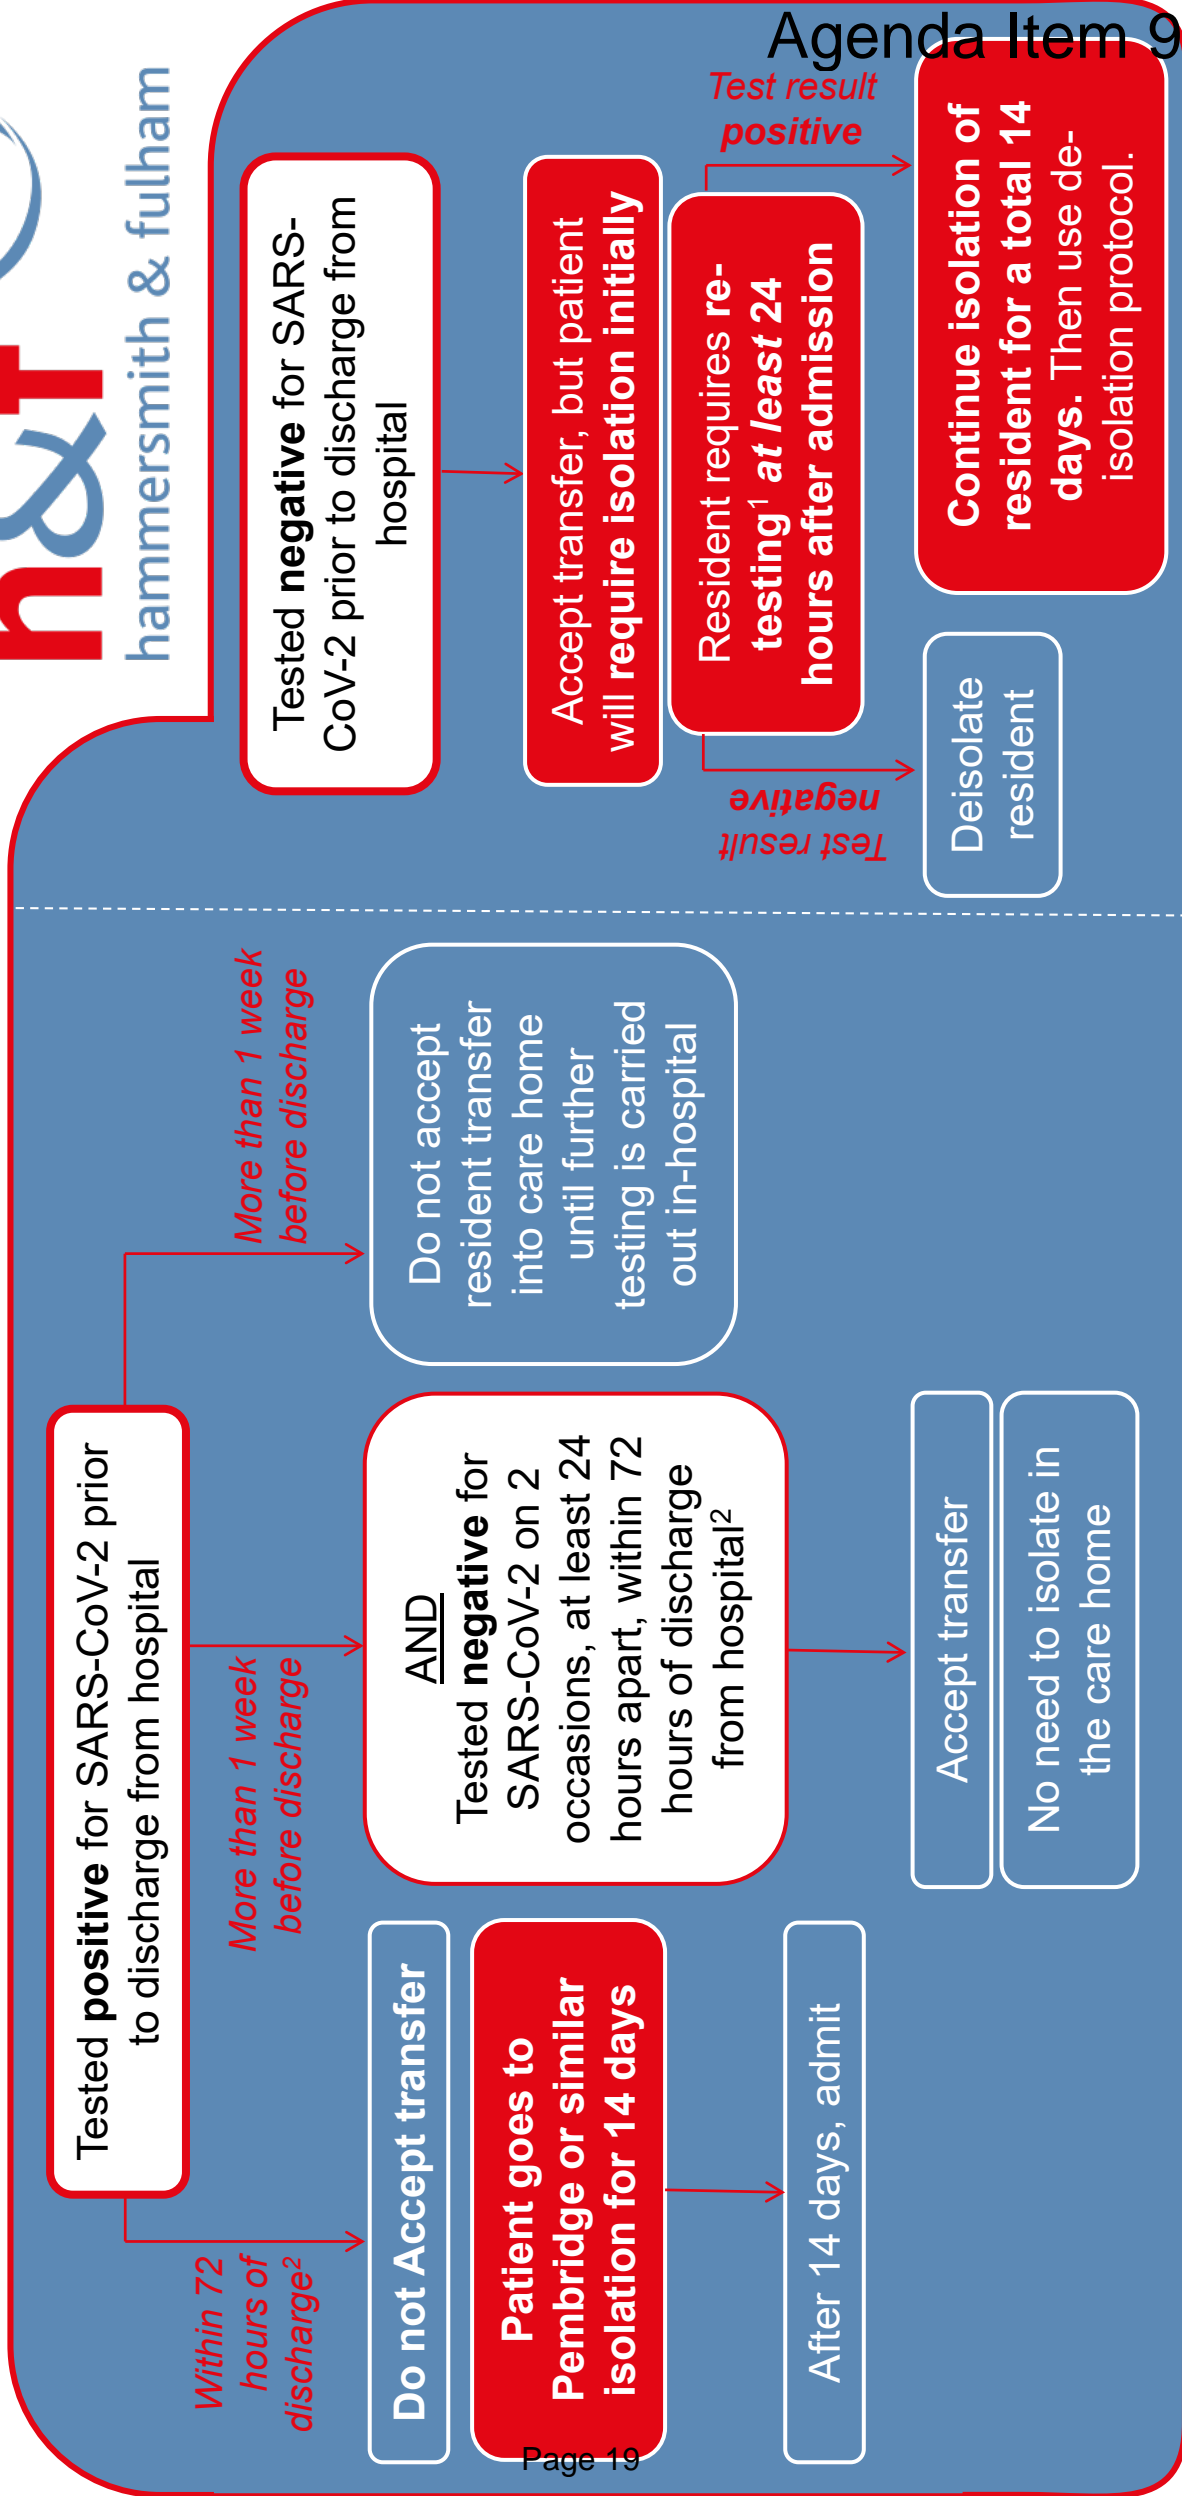 Agenda Item 9
h&f
hammersmith & fulham
Tested positive for SARS-CoV-2 prior
to discharge from hospital
Within 72
hours of
discharge²
Do not Accept transfer
Patient goes to
Pembridge or similar
isolation for 14 days
After 14 days, admit
More than 1 week
before discharge
AND
Tested negative for
SARS-CoV-2 on 2
occasions, at least 24
hours apart, within 72
hours of discharge
from hospital²
Accept transfer
No need to isolate in
the care home
More than 1 week
before discharge
Do not accept
resident transfer
into care home
until further
testing is carried
out in-hospital
Tested negative for SARS-
CoV-2 prior to discharge from
hospital
Accept transfer, but patient
will require isolation initially
Resident requires re-
testing¹ at least 24
hours after admission
Test result
negative
Deisolate
resident
Test result
positive
Continue isolation of
resident for a total 14
days. Then use de-
isolation protocol.
Page 19